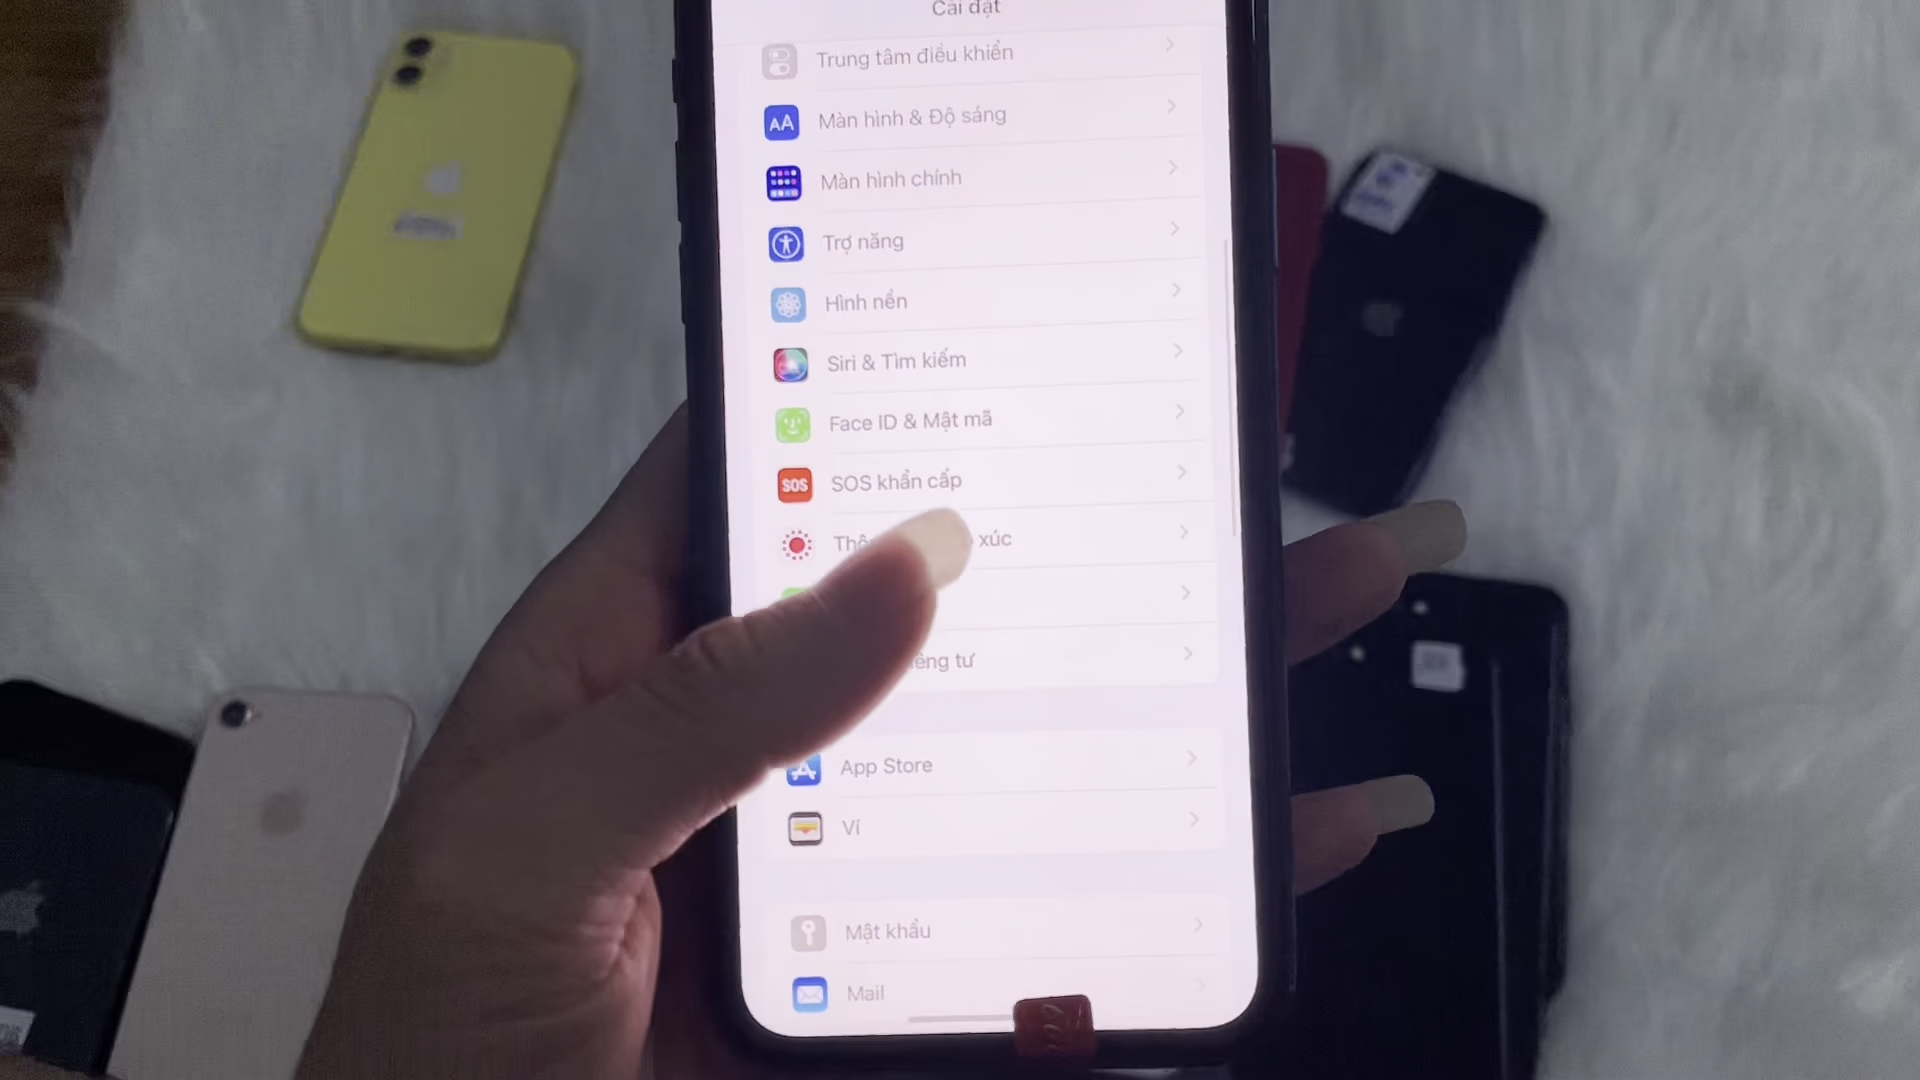 Cài đặt
Trung tâm điều khiển
AA
Màn hình & Độ sáng
Màn hình chính
Trợ năng
Hình nền
Siri & Tìm kiếm
Face ID & Mật mã
SOS
SOS khẩn cấp
xúc
App Store
Ví
Mật khẩu
Mail